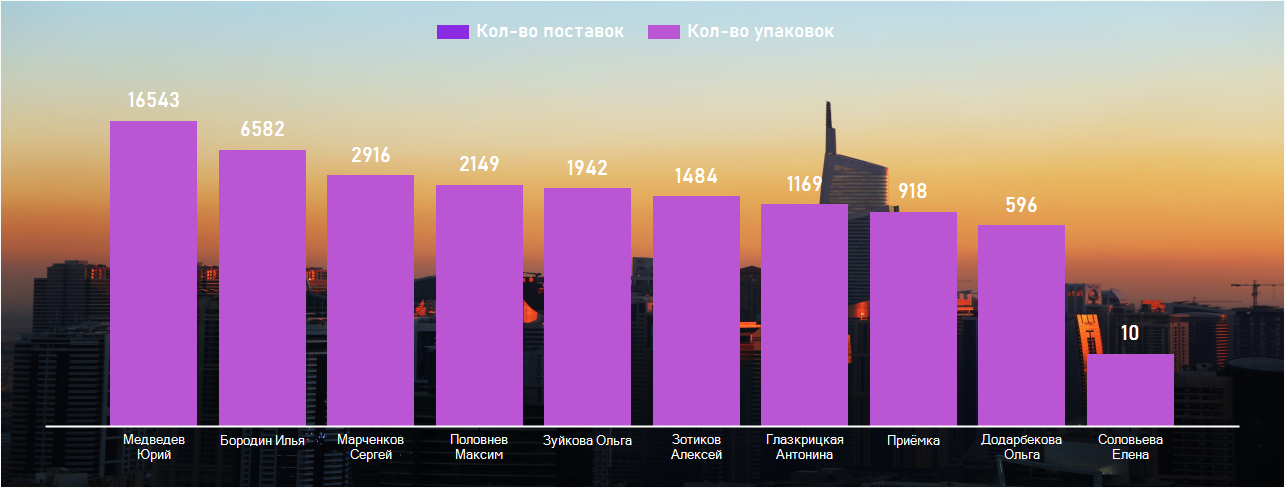 Кол-во поставок Кол-во упаковок
16543
6582
2916
2149
1942
1484
1169
918
596
10
Медведев
Юрий
Бородин Илья
Марченков
Сергей
Половнев
Максим
Зуйкова Ольга
Зотиков
Алексей
Глазкрицкая
Антонина
Приёмка
Додарбекова
Ольга
Соловьева
Елена